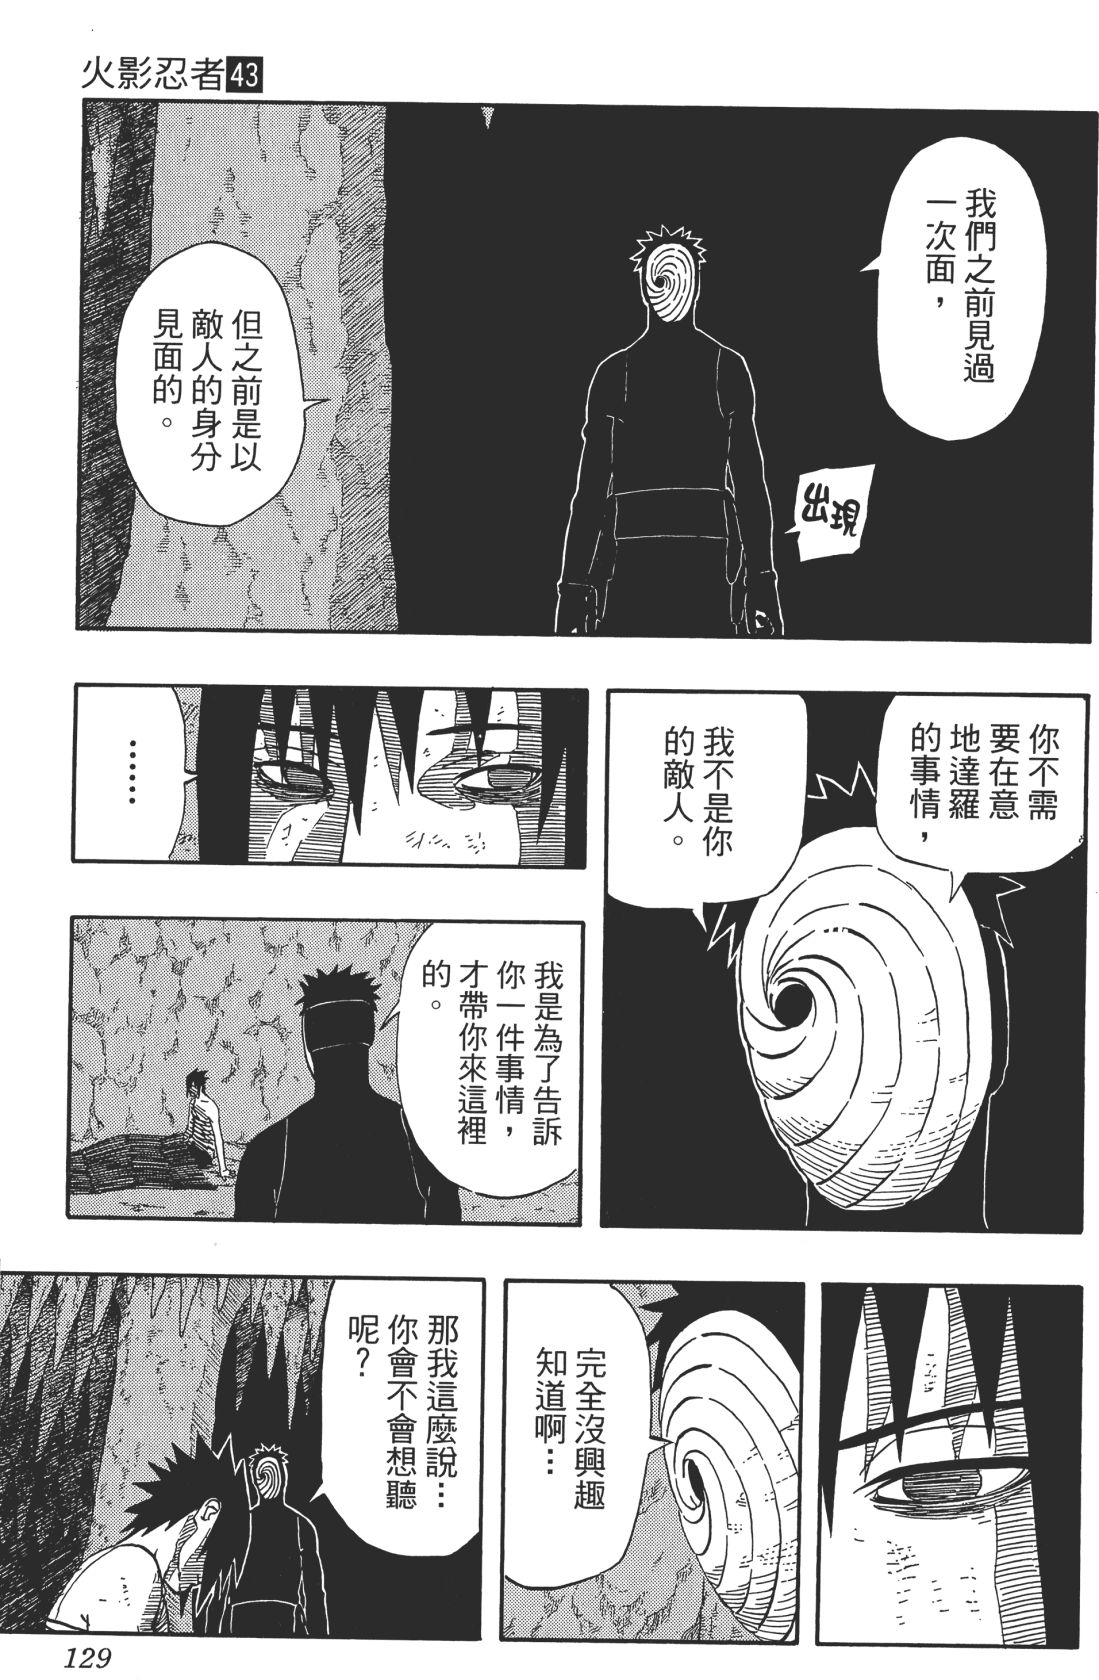 火影忍者43
我們之前見過
一次面，
出現
但之前是以
敵人的身分
見面的。
你不需
要在意
地達羅
的事情，
我不是你
的敵人。
……
我是為了告訴
你一件事情，
才帶你來這裡
的。
完全沒興趣
知道啊…
那我這麼說…
你會不會想聽
呢？
129